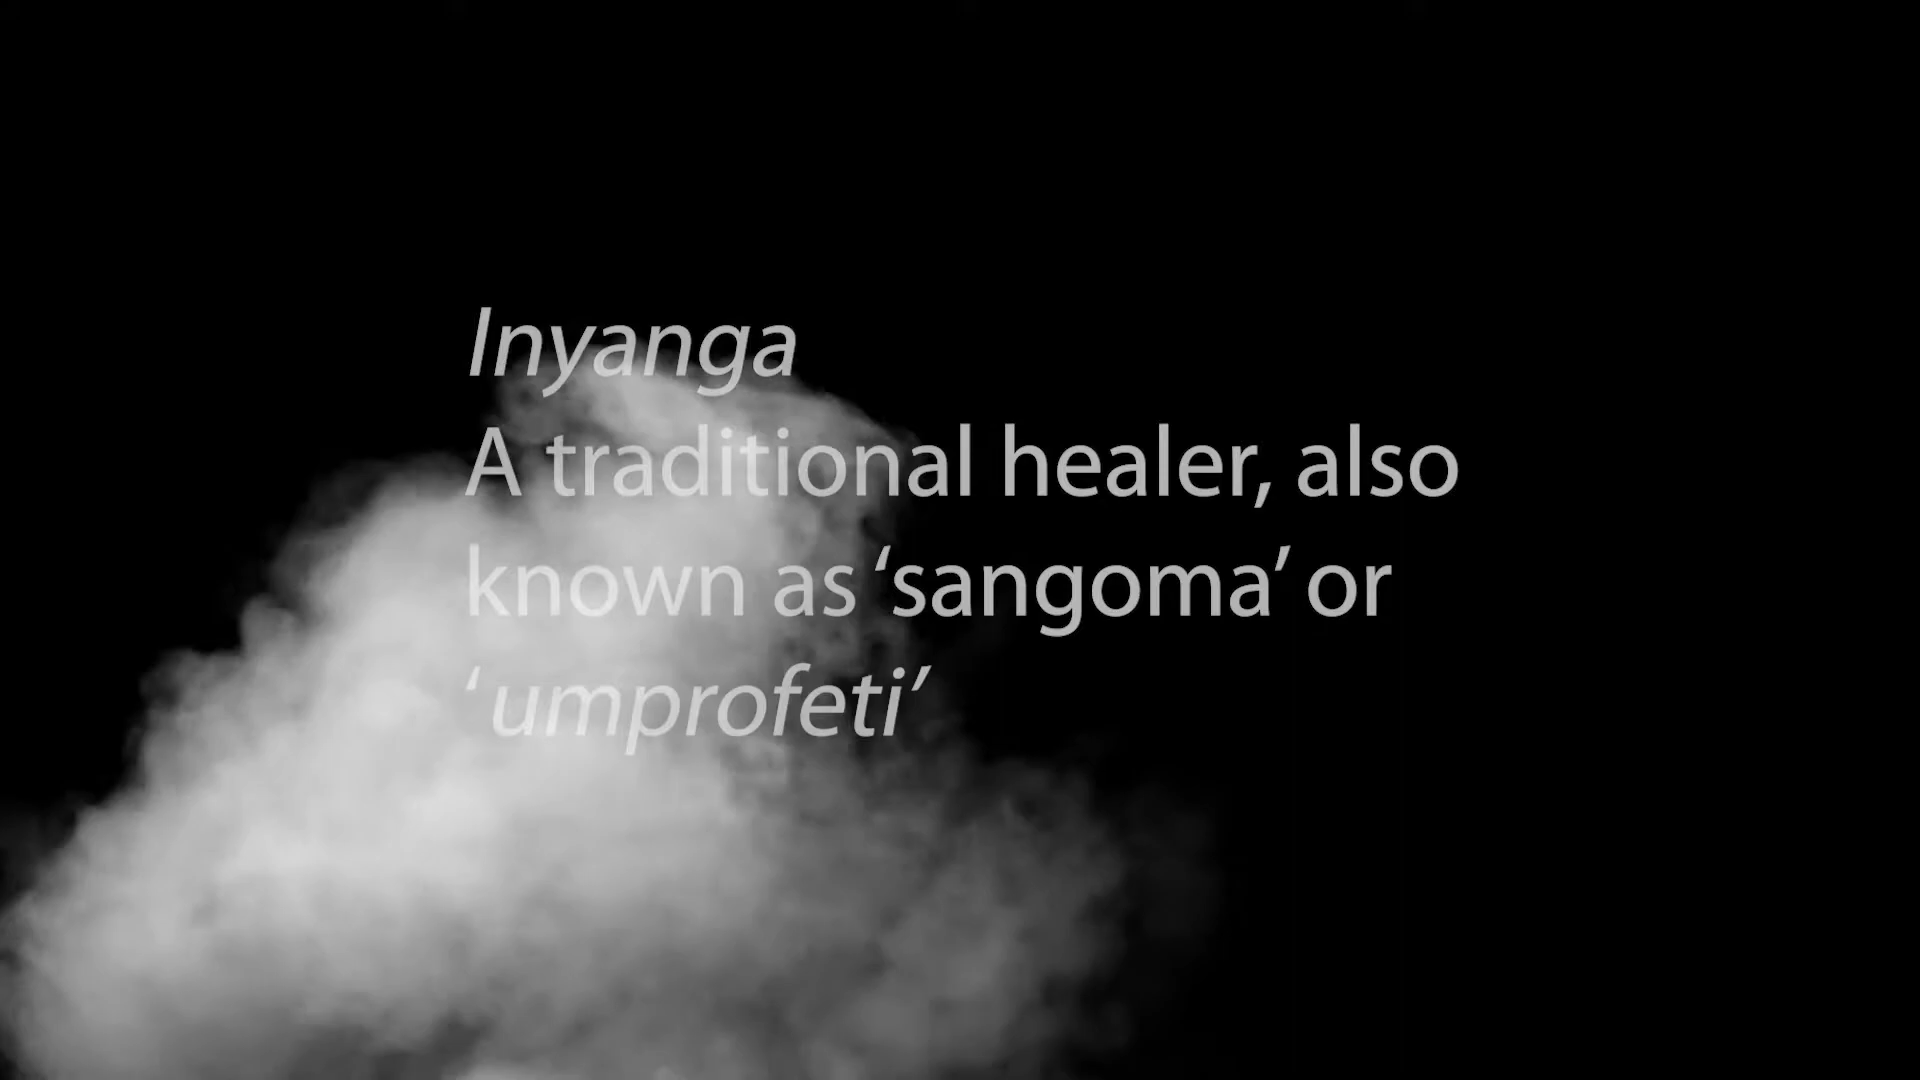 Inyanga
A traditional healer, also
known as ‘sangoma’ or
‘umprofeti’